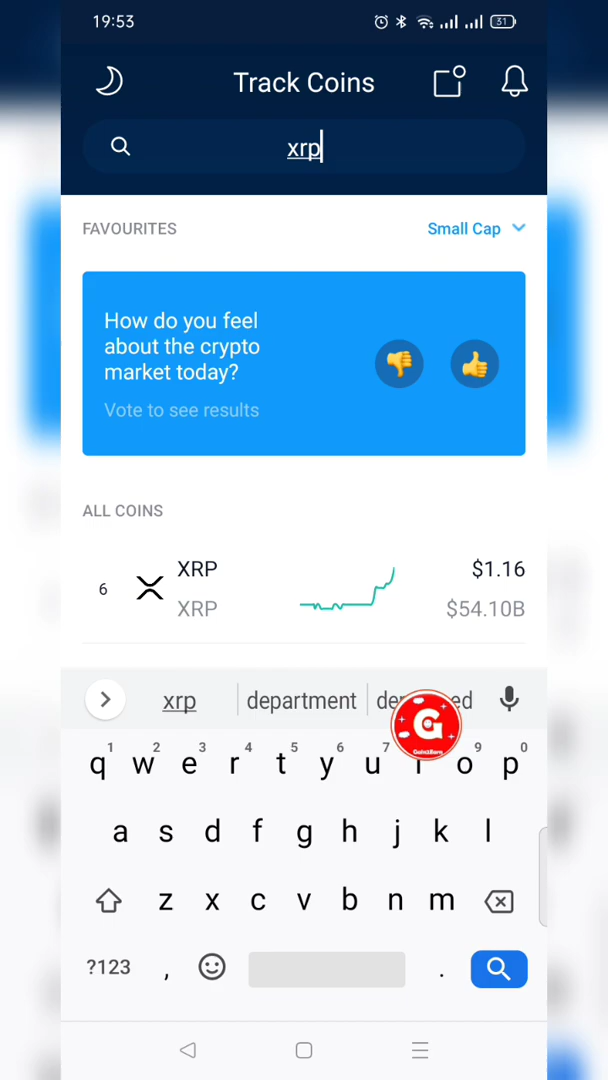 19:53
31
Track Coins
xrp
FAVOURITES
Small Cap
How do you feel
about the crypto
market today?
Vote to see results
ALL COINS
6
XRP
$1.16
XRP
$54.10B
xrp
department
G
1 2 3 4 5 6 7 9 0
q w e r t y u o p
a s d f g h j k l
z x c v b n m
?123 , .